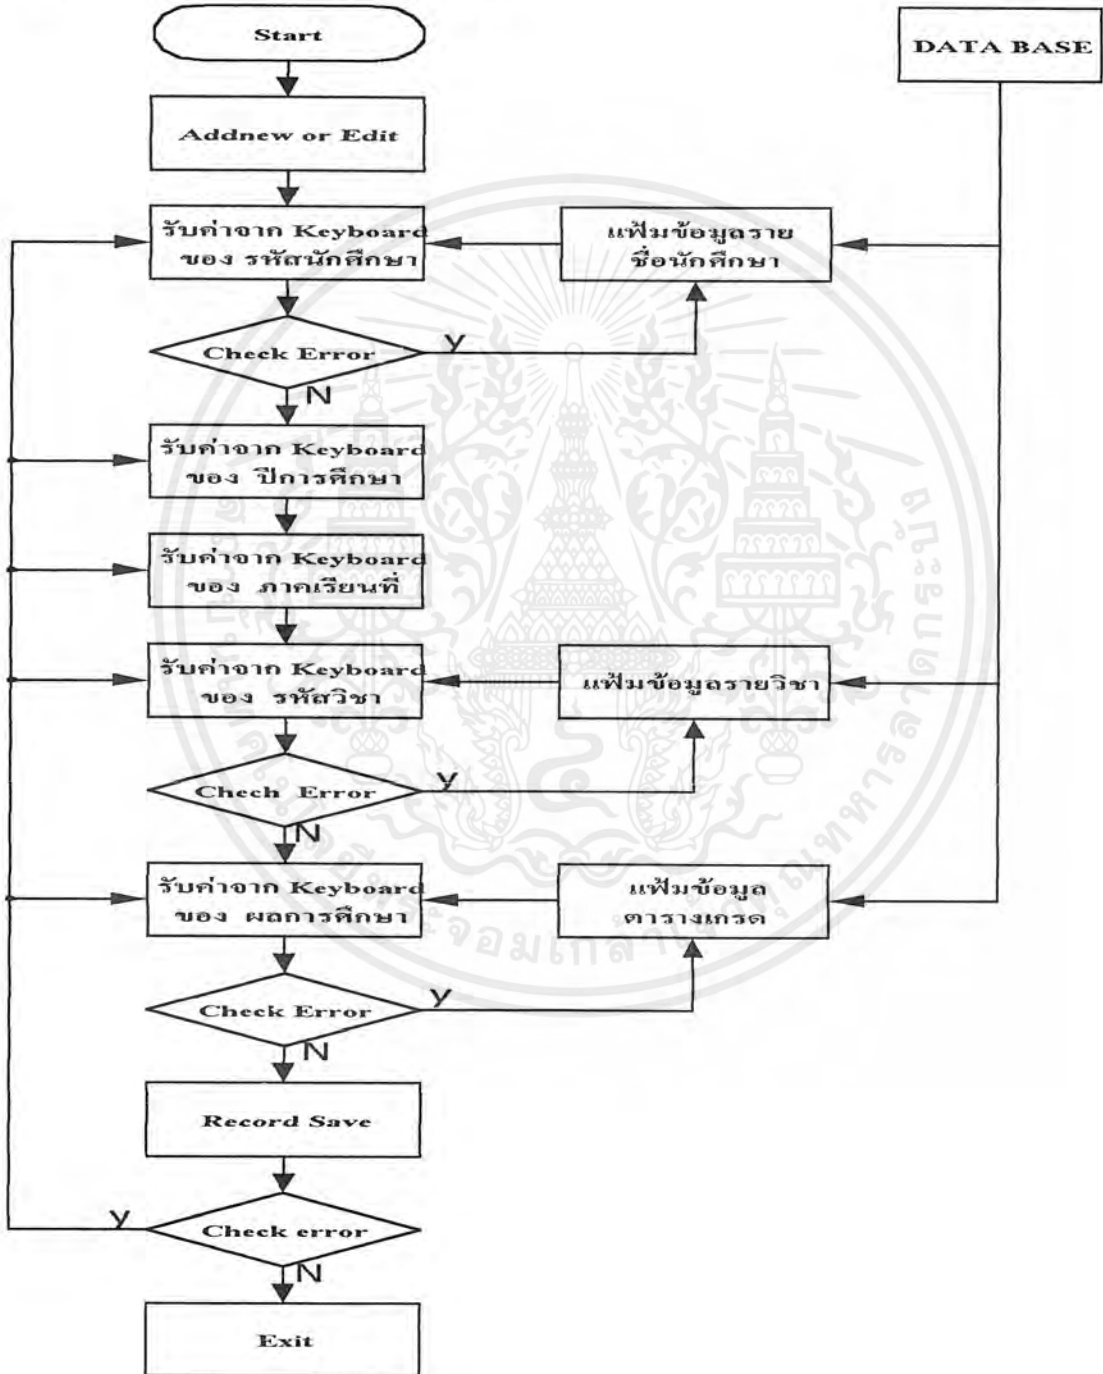 Start
DATA BASE
Addnew or Edit
รับค่าจาก Keyboard
ของ รหัสนักศึกษา
แฟ้มข้อมูลราย
ชื่อนักศึกษา
Check Error
y
N
รับค่าจาก Keyboard
ของ ปีการศึกษา
รับค่าจาก Keyboard
ของ ภาคเรียนที่
รับค่าจาก Keyboard
ของ รหัสวิชา
แฟ้มข้อมูลรายวิชา
Chech Error
y
N
รับค่าจาก Keyboard
ของ ผลการศึกษา
แฟ้มข้อมูล
ตารางเกรด
Check Error
y
N
Record Save
y
Check error
N
Exit